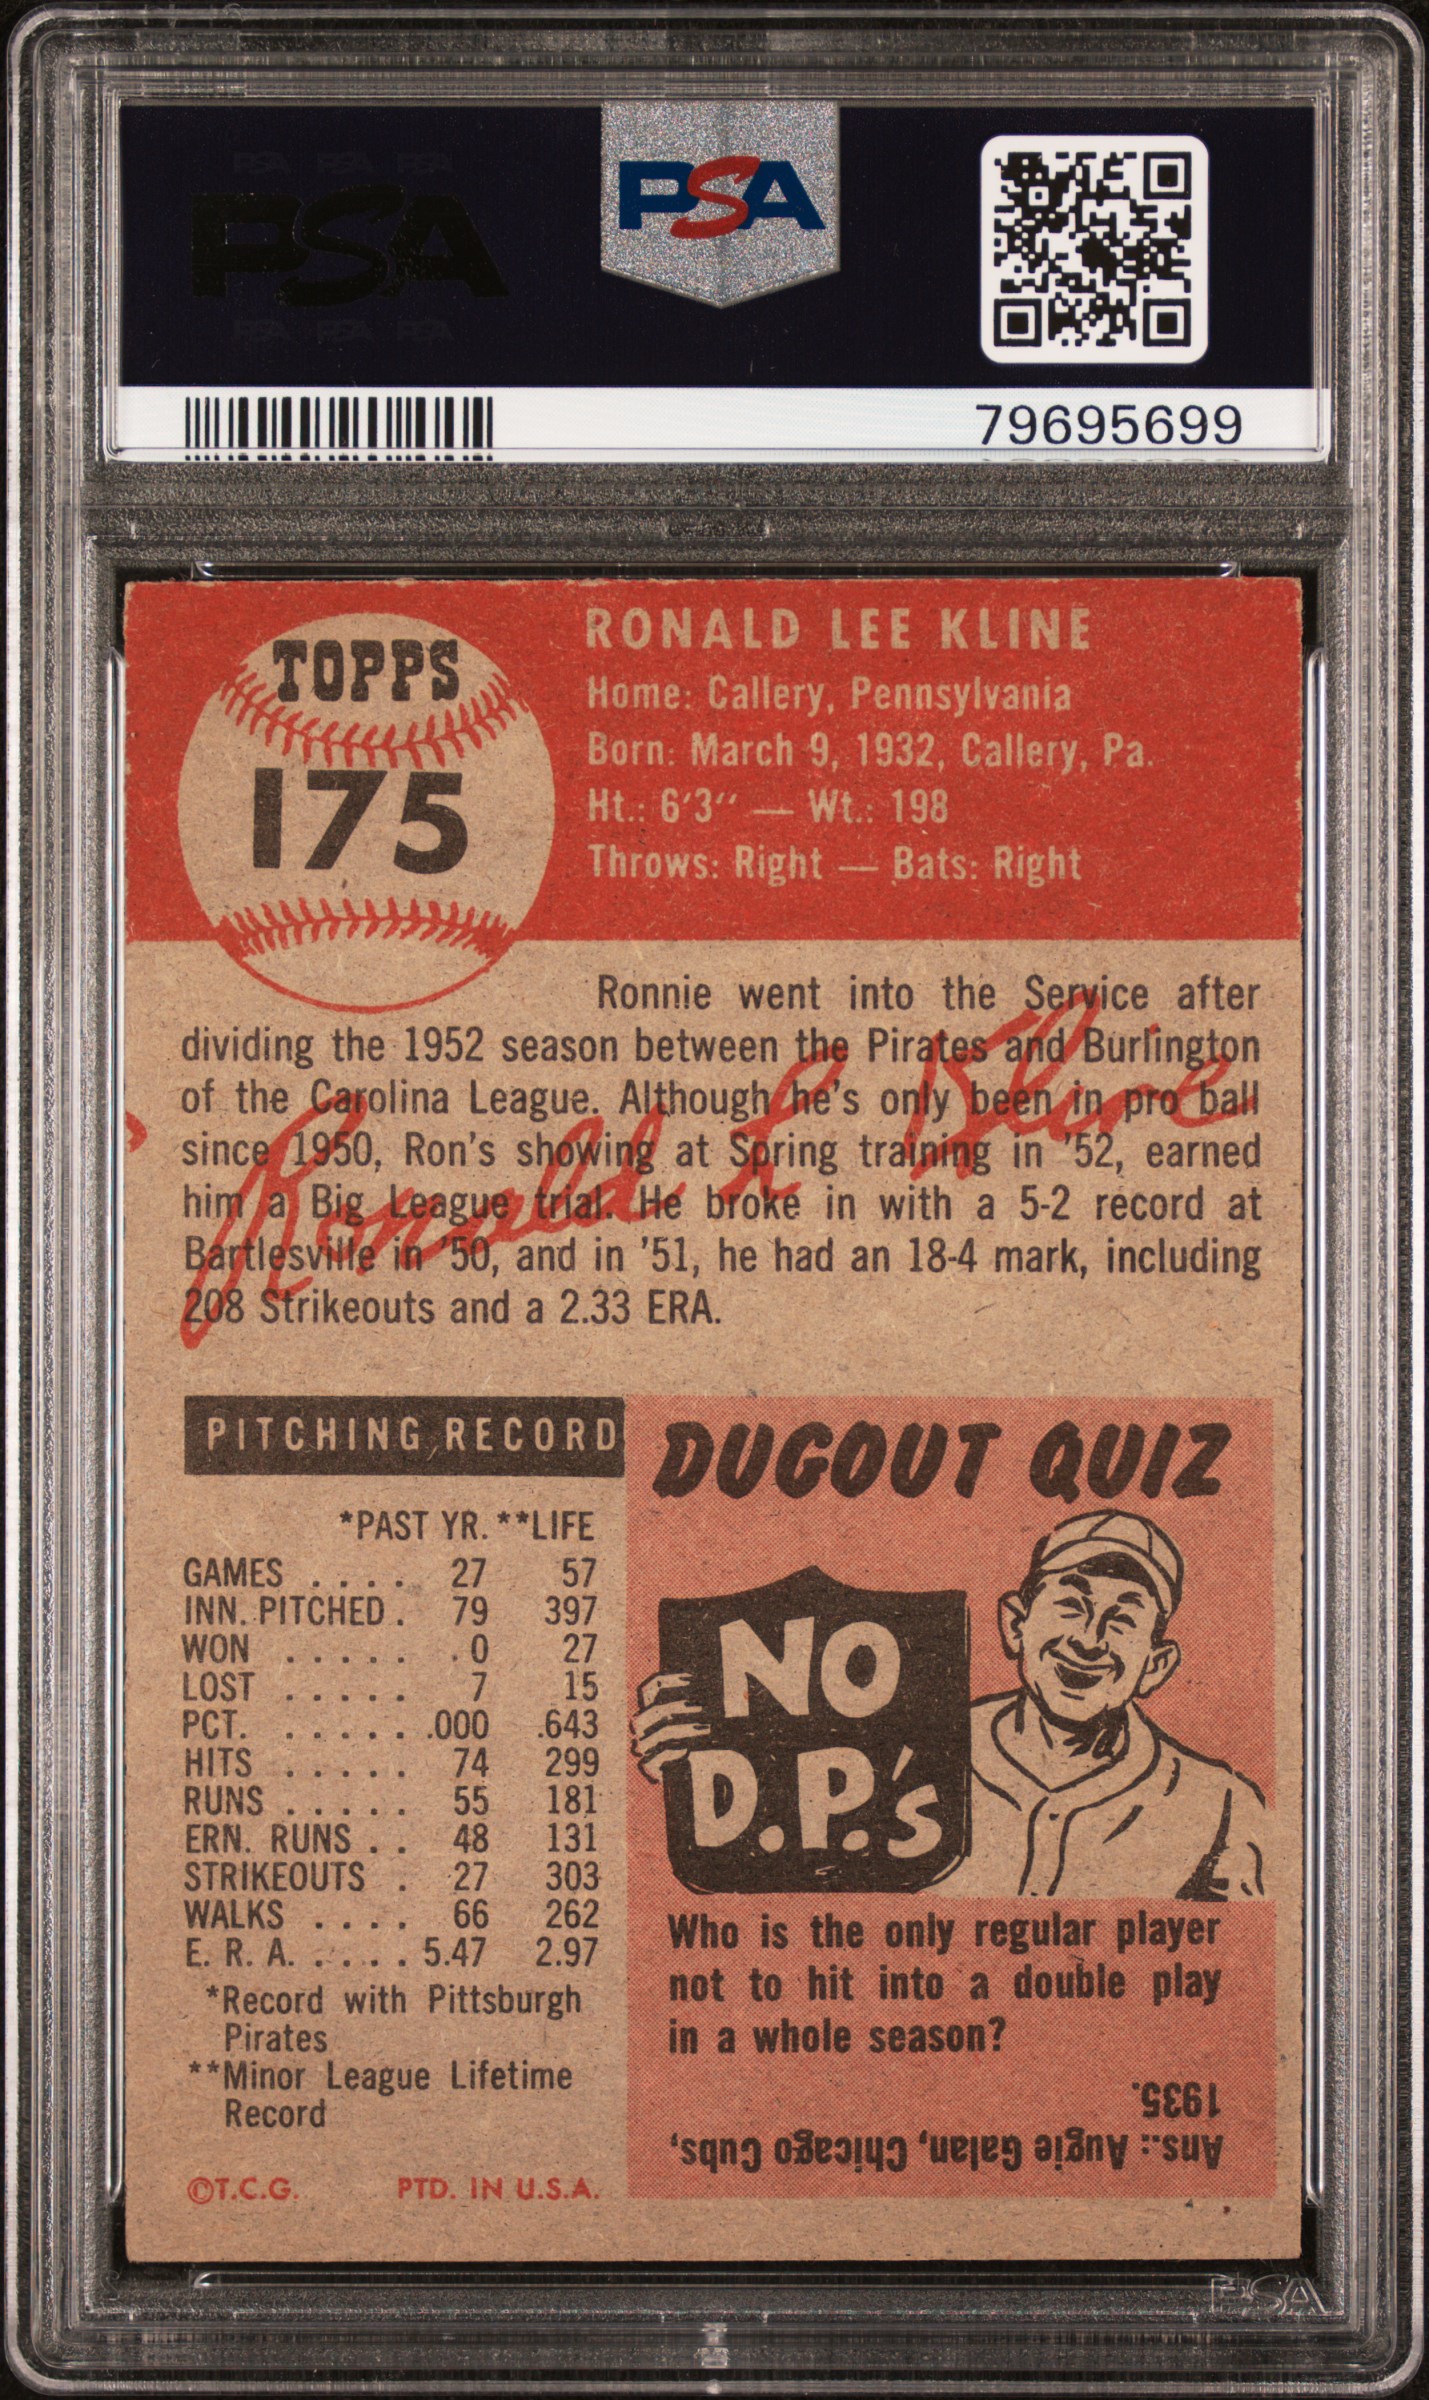 PSA
PSA
79695699
TOPPS
175
RONALD LEE KLINE
Home: Callery, Pennsylvania
Born: March 9, 1932, Callery, Pa.
Ht.: 6'3'' — Wt.: 198
Throws: Right — Bats: Right
Ronnie went into the Service after
dividing the 1952 season between the Pirates and Burlington
of the Carolina League. Although he's only been in pro ball
since 1950, Ron's showing at Spring training in '52, earned
him a Big League trial. He broke in with a 5-2 record at
Bartlesville in '50, and in '51, he had an 18-4 mark, including
208 Strikeouts and a 2.33 ERA.
Ronald L Kline
PITCHING RECORD
*PAST YR. **LIFE
GAMES . . . . 27 57
INN. PITCHED . 79 397
WON . . . . . . 0 27
LOST . . . . . 7 15
PCT. . . . . . . .000 .643
HITS . . . . . 74 299
RUNS . . . . . 55 181
ERN. RUNS . . 48 131
STRIKEOUTS . 27 303
WALKS . . . . 66 262
E. R. A. . . . . . 5.47 2.97
*Record with Pittsburgh
Pirates
**Minor League Lifetime
Record
©T.C.G. PTD. IN U.S.A.
DUGOUT QUIZ
NO
D.P.'s
Who is the only regular player
not to hit into a double play
in a whole season?
Ans.: Angie Galan, Chicago Cubs,
1935.
PSA